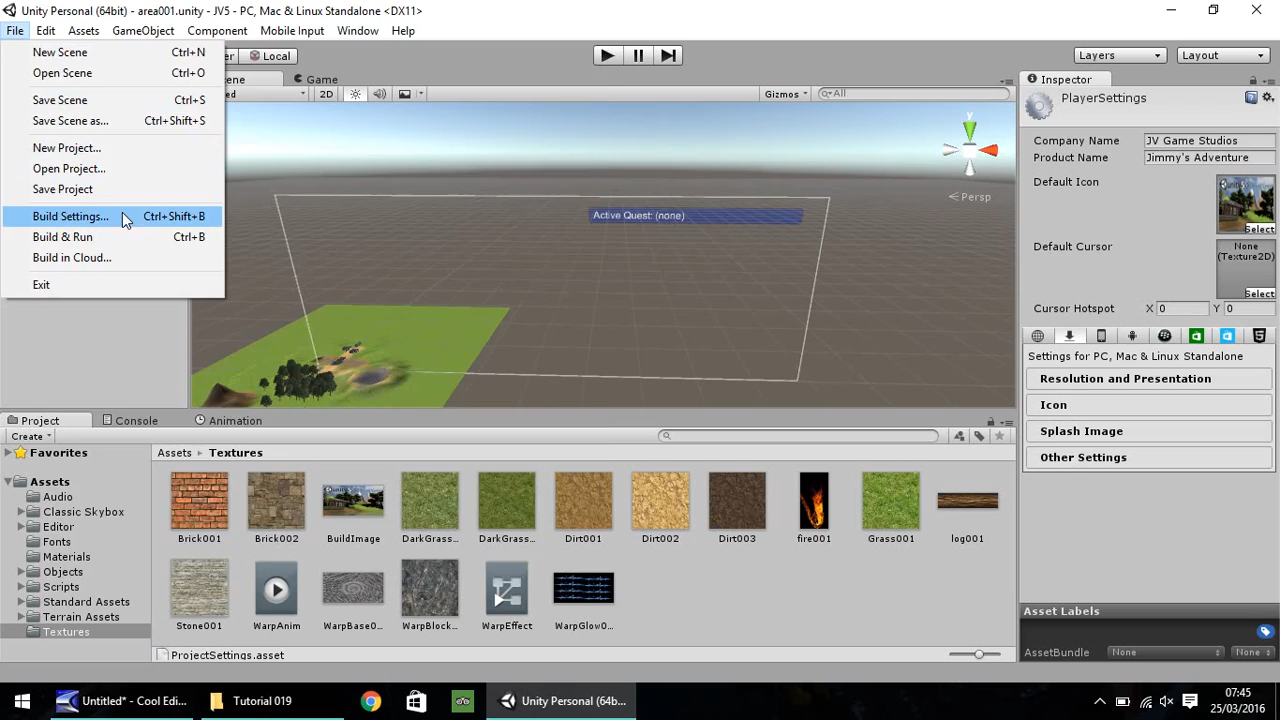 Unity Personal (64bit) - area001.unity - JV5 - PC, Mac & Linux Standalone <DX11>
File Edit Assets GameObject Component Mobile Input Window Help
New Scene Ctrl+N
Open Scene Ctrl+O
Save Scene Ctrl+S
Save Scene as... Ctrl+Shift+S
New Project...
Open Project...
Save Project
Build Settings... Ctrl+Shift+B
Build & Run Ctrl+B
Build in Cloud...
Exit
Local
Layers
Layout
Game
2D
Gizmos
All
y
Persp
Active Quest: (none)
Inspector
PlayerSettings
Company Name JV Game Studios
Product Name Jimmy's Adventure
Default Icon
Select
Default Cursor
None
(Texture2D)
Select
Cursor Hotspot X 0 Y 0
Settings for PC, Mac & Linux Standalone
Resolution and Presentation
Icon
Splash Image
Other Settings
Project Console Animation
Create
Favorites
Assets
Audio
Classic Skybox
Editor
Fonts
Materials
Objects
Scripts
Standard Assets
Terrain Assets
Textures
Assets Textures
Brick001 Brick002 BuildImage DarkGrass... DarkGrass... Dirt001 Dirt002 Dirt003 fire001 Grass001 log001
Stone001 WarpAnim WarpBase0... WarpBlock... WarpEffect WarpGlow0...
ProjectSettings.asset
Asset Labels
AssetBundle None None
Untitled* - Cool Edi...
Tutorial 019
Unity Personal (64b...
07:45
25/03/2016